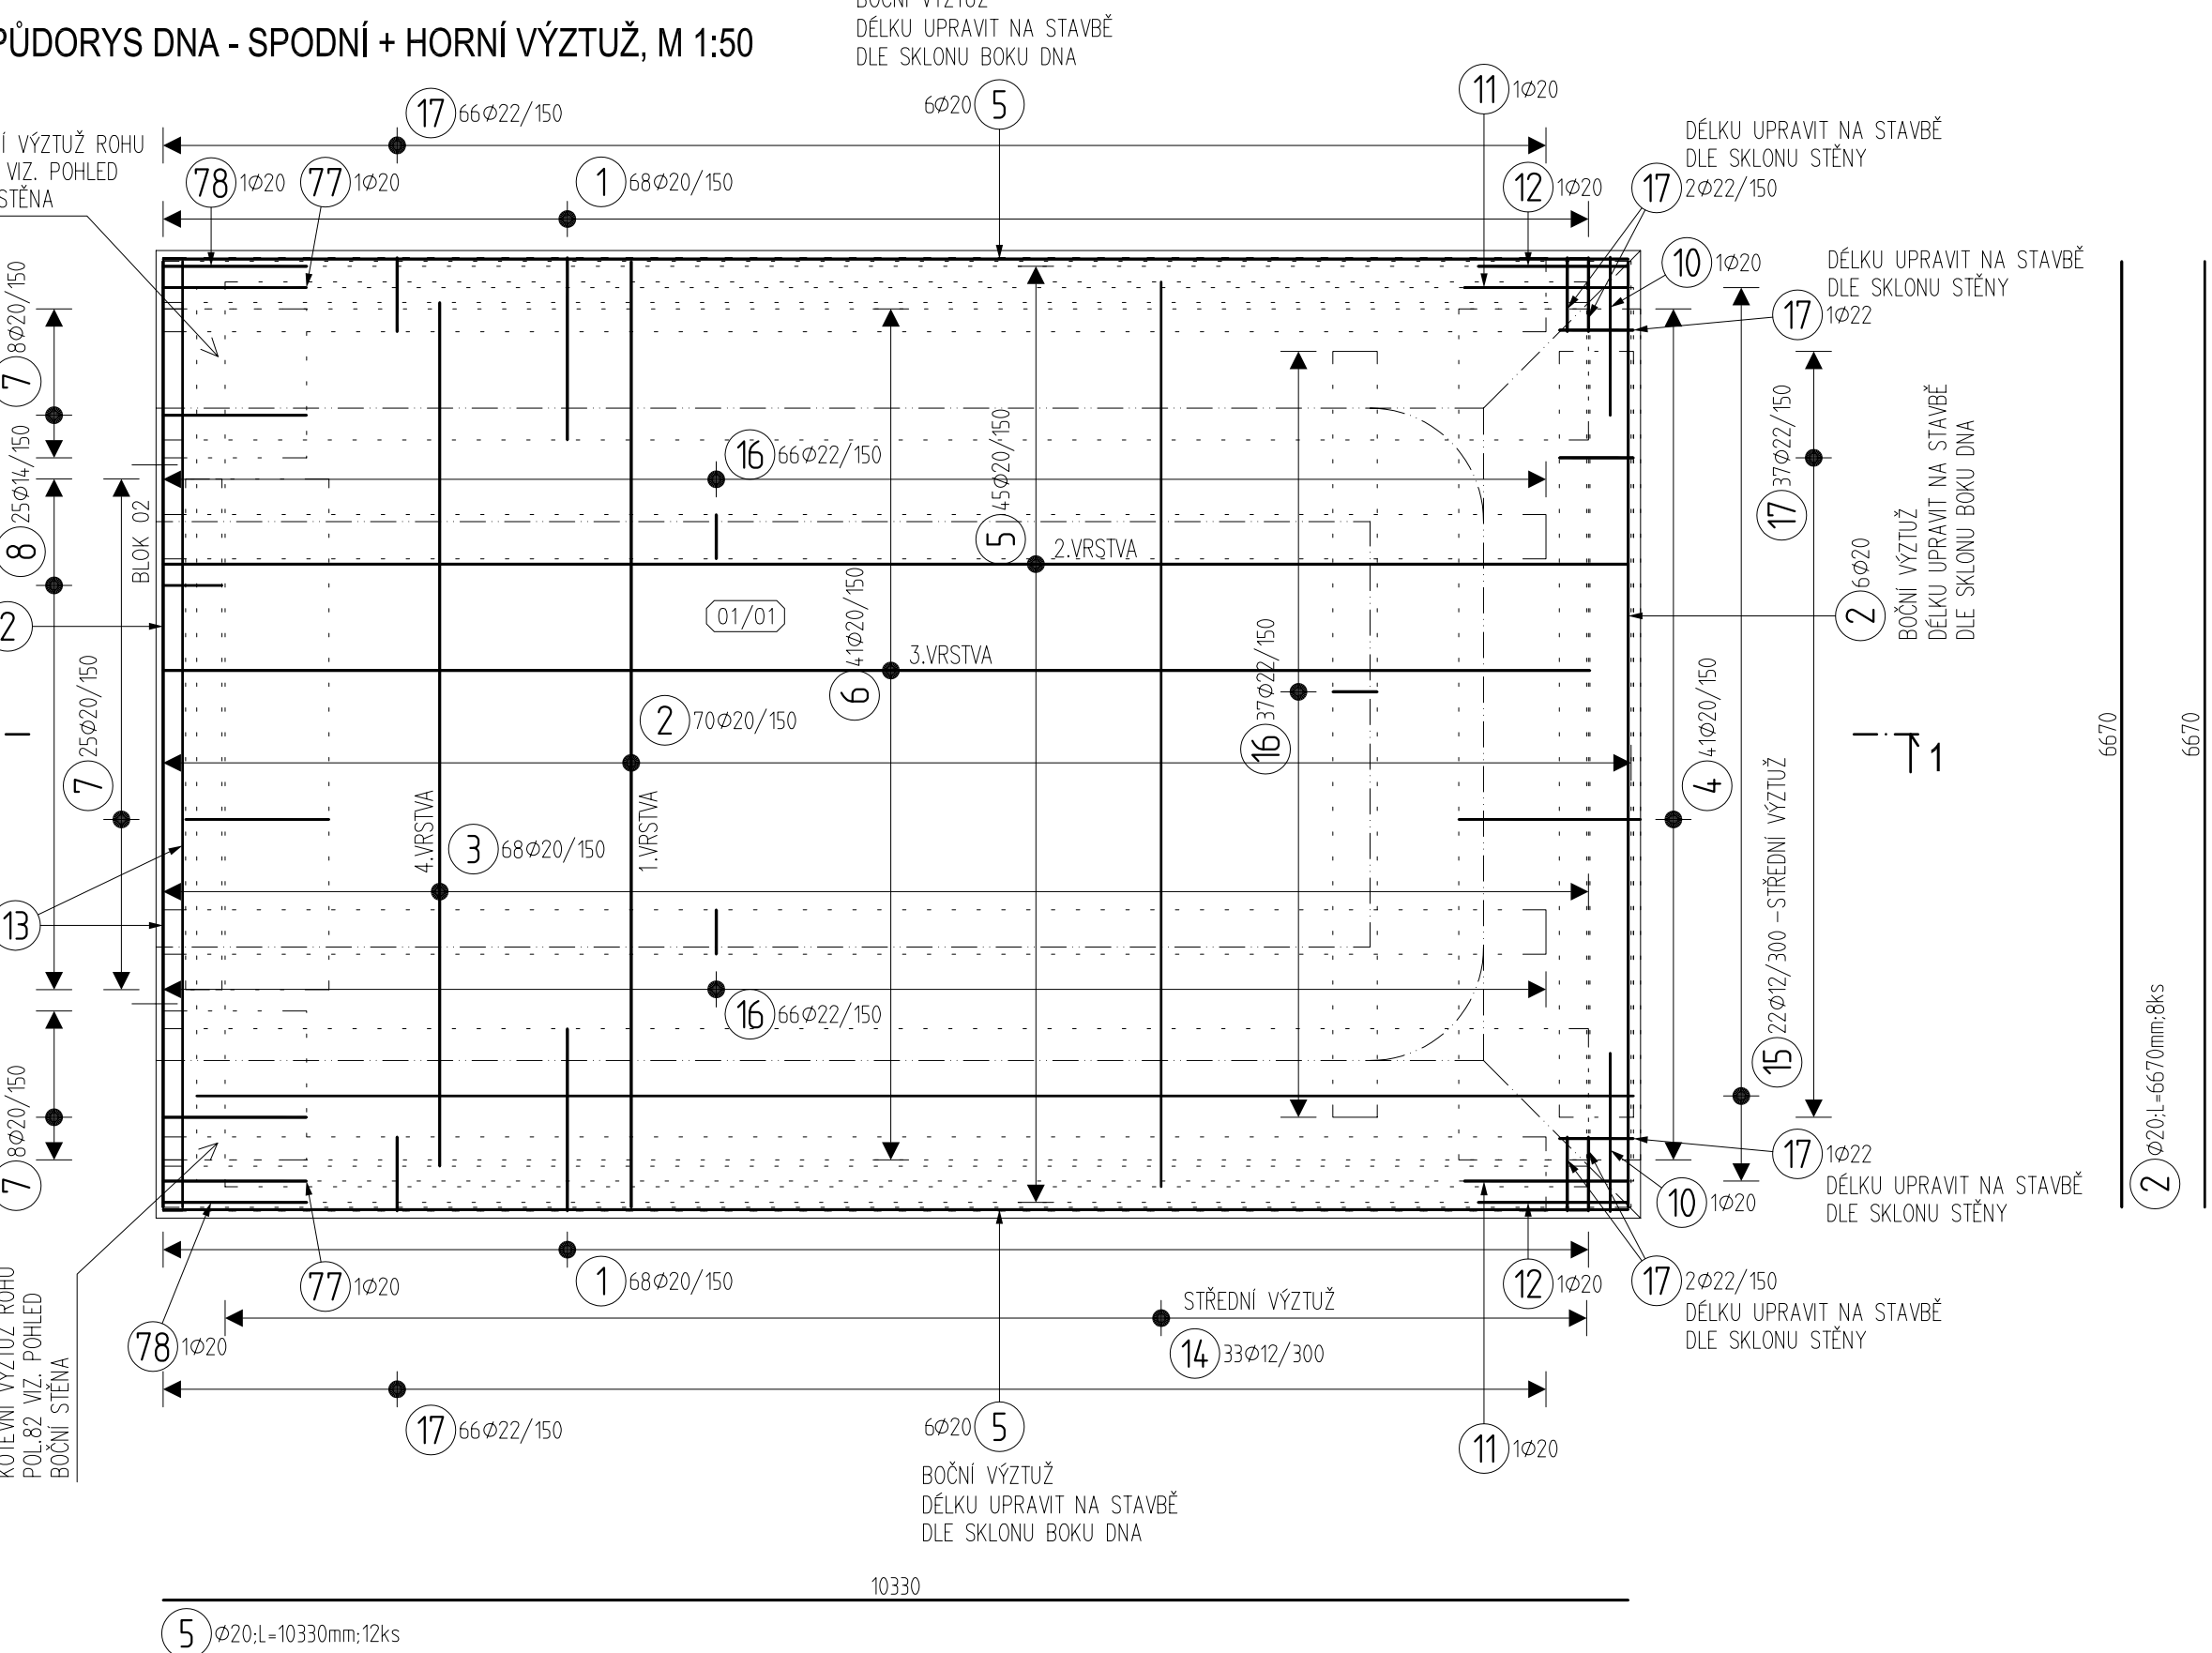 PŮDORYS DNA - SPODNÍ + HORNÍ VÝZTUŽ, M 1:50
BOČNÍ VÝZTUŽ
DÉLKU UPRAVIT NA STAVBĚ
DLE SKLONU BOKU DNA
17 66Ø22/150
6Ø20 5
11 1Ø20
VÝZTUŽ ROHU
VIZ. POHLED
STĚNA
78 1Ø20
77 1Ø20
1 68Ø20/150
12 1Ø20
17 2Ø22/150
DÉLKU UPRAVIT NA STAVBĚ
DLE SKLONU STĚNY
10 1Ø20
DÉLKU UPRAVIT NA STAVBĚ
DLE SKLONU STĚNY
17 1Ø22
7 8Ø20/150
8 25Ø14/150
BLOK 02
2
7 25Ø20/150
13
7 8Ø20/150
16 66Ø22/150
5 45Ø20/150
2.VRSTVA
01/01
6 41Ø20/150
3.VRSTVA
2 70Ø20/150
1.VRSTVA
4.VRSTVA
3 68Ø20/150
16 37Ø22/150
16 66Ø22/150
17 37Ø22/150
2 6Ø20
BOČNÍ VÝZTUŽ
DÉLKU UPRAVIT NA STAVBĚ
DLE SKLONU BOKU DNA
4 41Ø20/150
1
15 22Ø12/300 -STŘEDNÍ VÝZTUŽ
6670
6670
2 Ø20;L=6670mm;8ks
17 1Ø22
DÉLKU UPRAVIT NA STAVBĚ
DLE SKLONU STĚNY
10 1Ø20
17 2Ø22/150
DÉLKU UPRAVIT NA STAVBĚ
DLE SKLONU STĚNY
12 1Ø20
11 1Ø20
77 1Ø20
1 68Ø20/150
STŘEDNÍ VÝZTUŽ
14 33Ø12/300
78 1Ø20
17 66Ø22/150
KOTEVNÍ VÝZTUŽ ROHU
POL.82 VIZ. POHLED
BOČNÍ STĚNA
6Ø20 5
BOČNÍ VÝZTUŽ
DÉLKU UPRAVIT NA STAVBĚ
DLE SKLONU BOKU DNA
10330
5 Ø20;L=10330mm;12ks